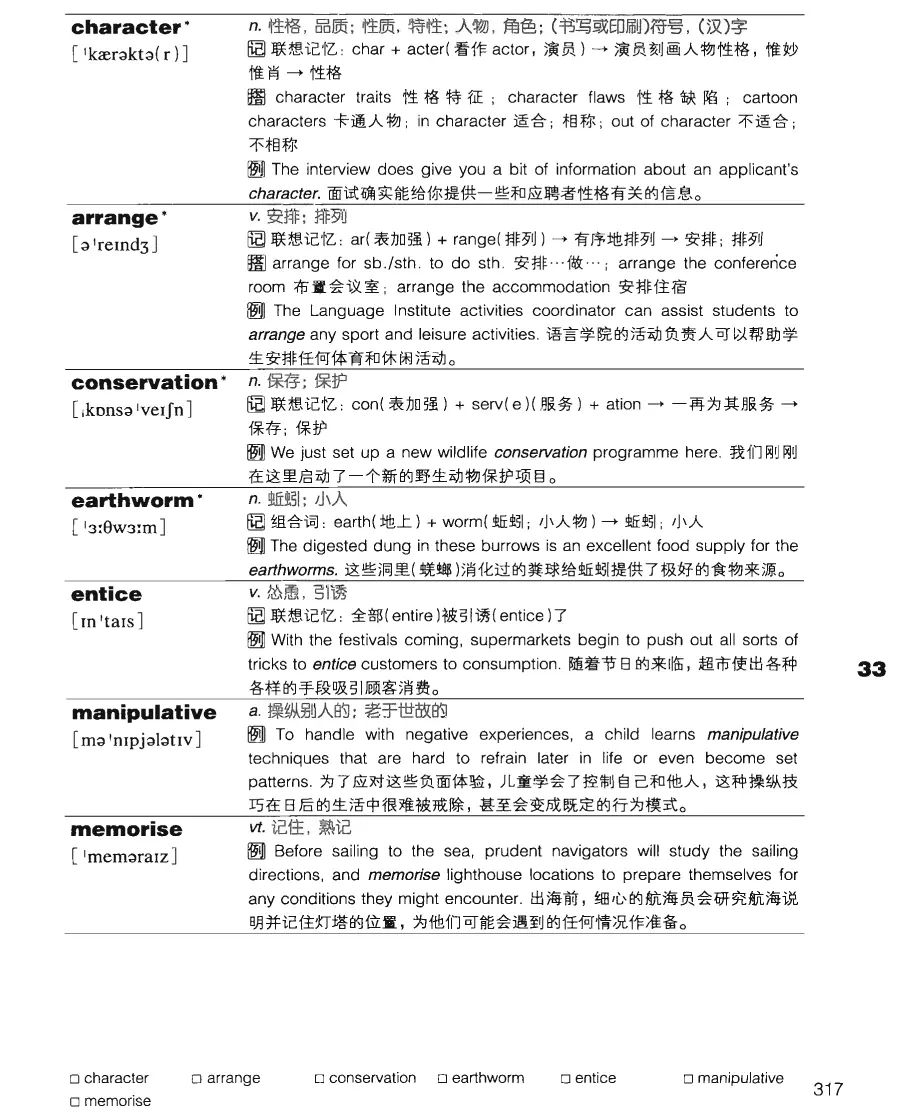 character*
[ˈkærəktə(r)]
n. 性格，品质；性质，特性；人物，角色；(书写或印刷)符号，(汉)字
记 联想记忆：char + acter(看作 actor，演员) → 演员刻画人物性格，惟妙
惟肖 → 性格
搭 character traits 性格特征；character flaws 性格缺陷；cartoon
characters 卡通人物；in character 适合；相称；out of character 不适合；
不相称
例 The interview does give you a bit of information about an applicant's
character. 面试确实能给你提供一些和应聘者性格有关的信息。
arrange*
[əˈreɪndʒ]
v. 安排；排列
记 联想记忆：ar(表加强) + range(排列) → 有序地排列 → 安排；排列
搭 arrange for sb./sth. to do sth. 安排…做…；arrange the conference
room 布置会议室；arrange the accommodation 安排住宿
例 The Language Institute activities coordinator can assist students to
arrange any sport and leisure activities. 语言学院的活动负责人可以帮助学
生安排任何体育和休闲活动。
conservation*
[ˌkɒnsəˈveɪʃn]
n. 保存；保护
记 联想记忆：con(表加强) + serv(e)(服务) + ation → 一再为其服务 →
保存；保护
例 We just set up a new wildlife conservation programme here. 我们刚刚
在这里启动了一个新的野生动物保护项目。
earthworm*
[ˈɜːθwɜːm]
n. 蚯蚓；小人
记 组合词：earth(地上) + worm(蚯蚓；小人物) → 蚯蚓；小人
例 The digested dung in these burrows is an excellent food supply for the
earthworms. 这些洞里(蜣螂)消化过的粪球给蚯蚓提供了极好的食物来源。
entice
[ɪnˈtaɪs]
v. 怂恿，引诱
记 联想记忆：全部(entire)被引诱(entice)了
例 With the festivals coming, supermarkets begin to push out all sorts of
tricks to entice customers to consumption. 随着节日的来临，超市使出各种
各样的手段吸引顾客消费。
33
manipulative
[məˈnɪpjələtɪv]
a. 操纵别人的；老于世故的
例 To handle with negative experiences, a child learns manipulative
techniques that are hard to refrain later in life or even become set
patterns. 为了应对这些负面体验，儿童学会了控制自己和他人，这种操纵技
巧在日后的生活中很难被戒除，甚至会变成既定的行为模式。
memorise
[ˈmeməraɪz]
vt. 记住，熟记
例 Before sailing to the sea, prudent navigators will study the sailing
directions, and memorise lighthouse locations to prepare themselves for
any conditions they might encounter. 出海前，细心的航海员会研究航海说
明并记住灯塔的位置，为他们可能会遇到的任何情况作准备。
□ character □ arrange □ conservation □ earthworm □ entice □ manipulative
□ memorise
317